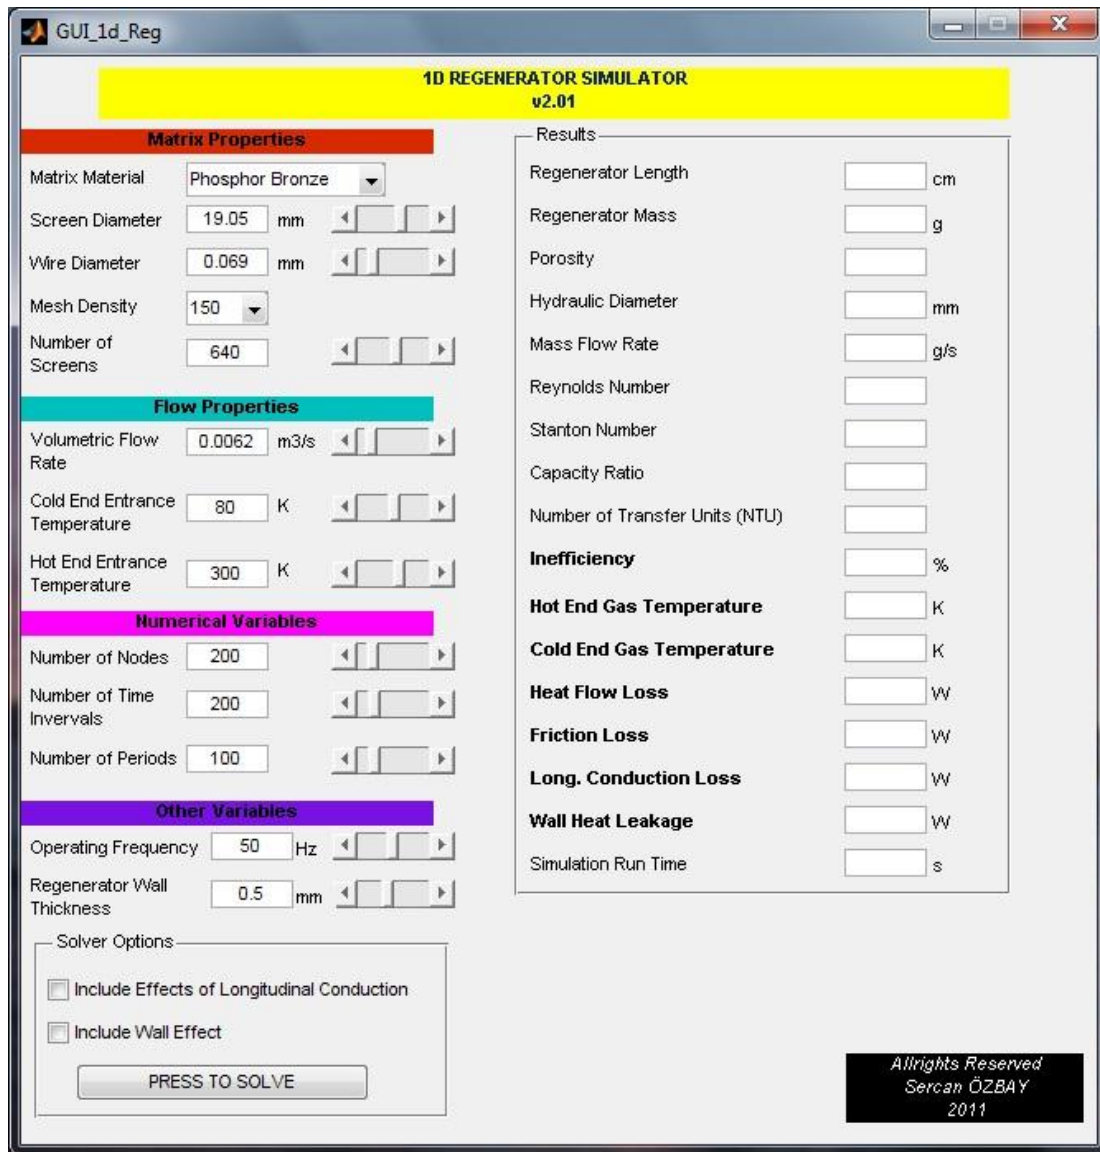 GUI_1d_Reg
1D REGENERATOR SIMULATOR
v2.01
Matrix Properties
Matrix Material Phosphor Bronze
Screen Diameter 19.05 mm
Wire Diameter 0.069 mm
Mesh Density 150
Number of
Screens 640
Flow Properties
Volumetric Flow
Rate 0.0062 m3/s
Cold End Entrance
Temperature 80 K
Hot End Entrance
Temperature 300 K
Numerical Variables
Number of Nodes 200
Number of Time
Invervals 200
Number of Periods 100
Other Variables
Operating Frequency 50 Hz
Regenerator Wall
Thickness 0.5 mm
Solver Options
Include Effects of Longitudinal Conduction
Include Wall Effect
PRESS TO SOLVE
Results
Regenerator Length cm
Regenerator Mass g
Porosity
Hydraulic Diameter mm
Mass Flow Rate g/s
Reynolds Number
Stanton Number
Capacity Ratio
Number of Transfer Units (NTU)
Inefficiency %
Hot End Gas Temperature K
Cold End Gas Temperature K
Heat Flow Loss W
Friction Loss W
Long. Conduction Loss W
Wall Heat Leakage W
Simulation Run Time s
Allrights Reserved
Sercan ÖZBAY
2011